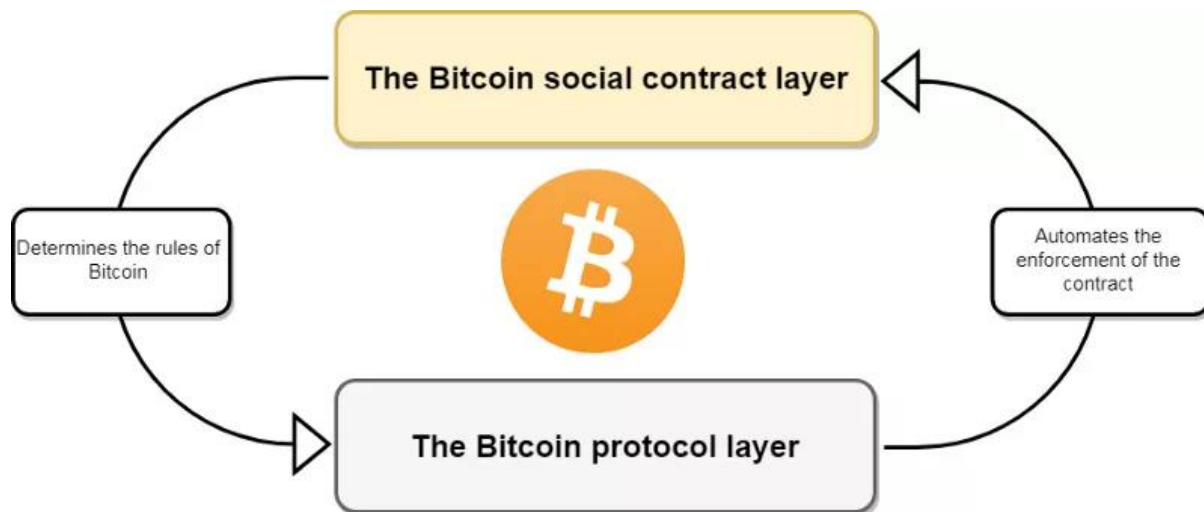 The Bitcoin social contract layer
Determines the rules of
Bitcoin
Automates the
enforcement of the
contract
The Bitcoin protocol layer